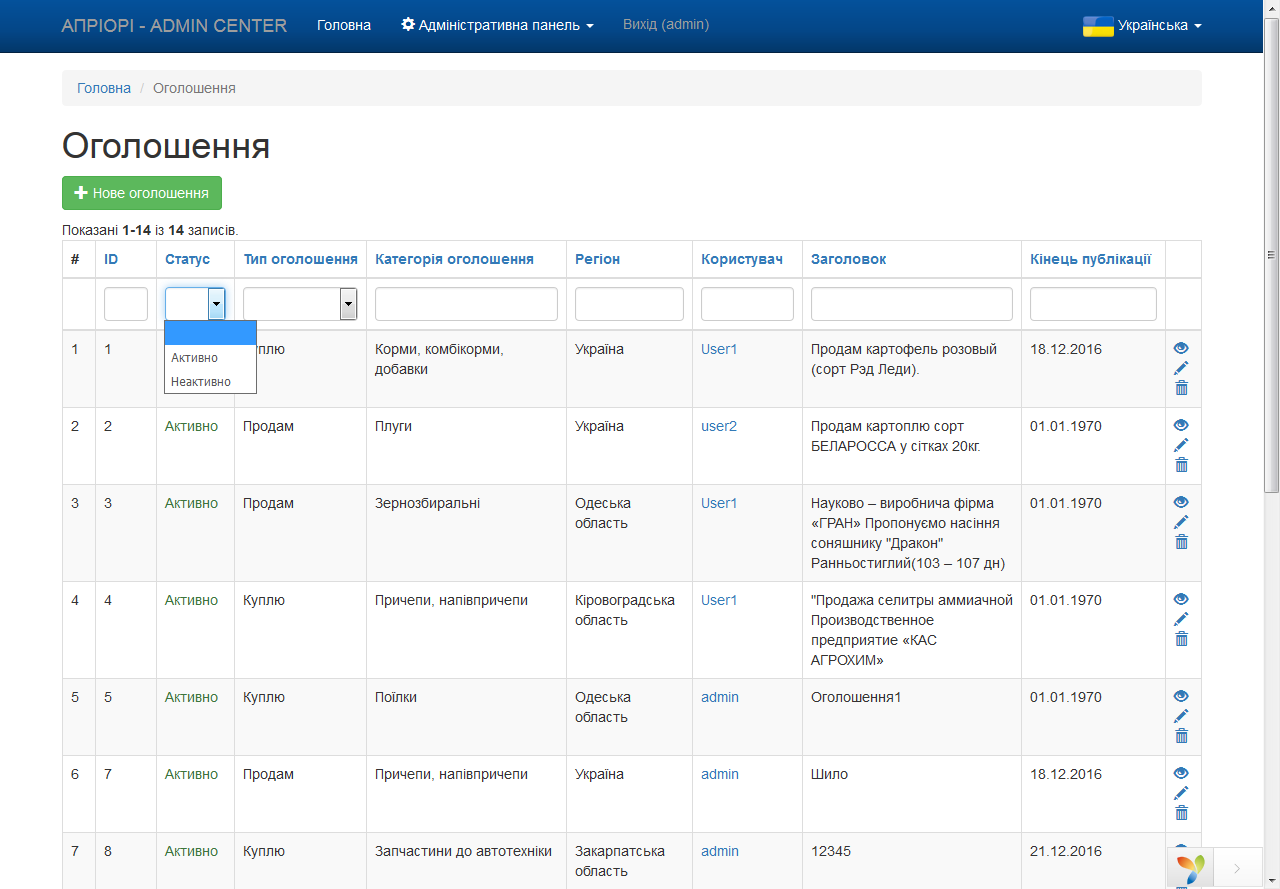 АПРІОРІ - ADMIN CENTER Головна Адміністративна панель Вихід (admin) Українська
Головна / Оголошення
Оголошення
Нове оголошення
Показані 1-14 із 14 записів.
# ID Статус Тип оголошення Категорія оголошення Регіон Користувач Заголовок Кінець публікації
Активно
Неактивно
1 1 уплю Корми, комбікорми, Україна User1 Продам картофель розовый 18.12.2016
добавки (сорт Рэд Леди).
2 2 Активно Продам Плуги Україна user2 Продам картоплю сорт 01.01.1970
БЕЛАРОССА у сітках 20кг.
3 3 Активно Продам Зернозбиральні Одеська User1 Науково – виробнича фірма 01.01.1970
область «ГРАН» Пропонуємо насіння
соняшнику "Дракон"
Ранньостиглий(103 – 107 дн)
4 4 Активно Куплю Причепи, напівпричепи Кіровоградська User1 "Продажа селитры аммиачной 01.01.1970
область Производственное
предприятие «КАС
АГРОХИМ»
5 5 Активно Куплю Поїлки Одеська admin Оголошення1 01.01.1970
область
6 7 Активно Продам Причепи, напівпричепи Україна admin Шило 18.12.2016
7 8 Активно Куплю Запчастини до автотехніки Закарпатська admin 12345 21.12.2016
область